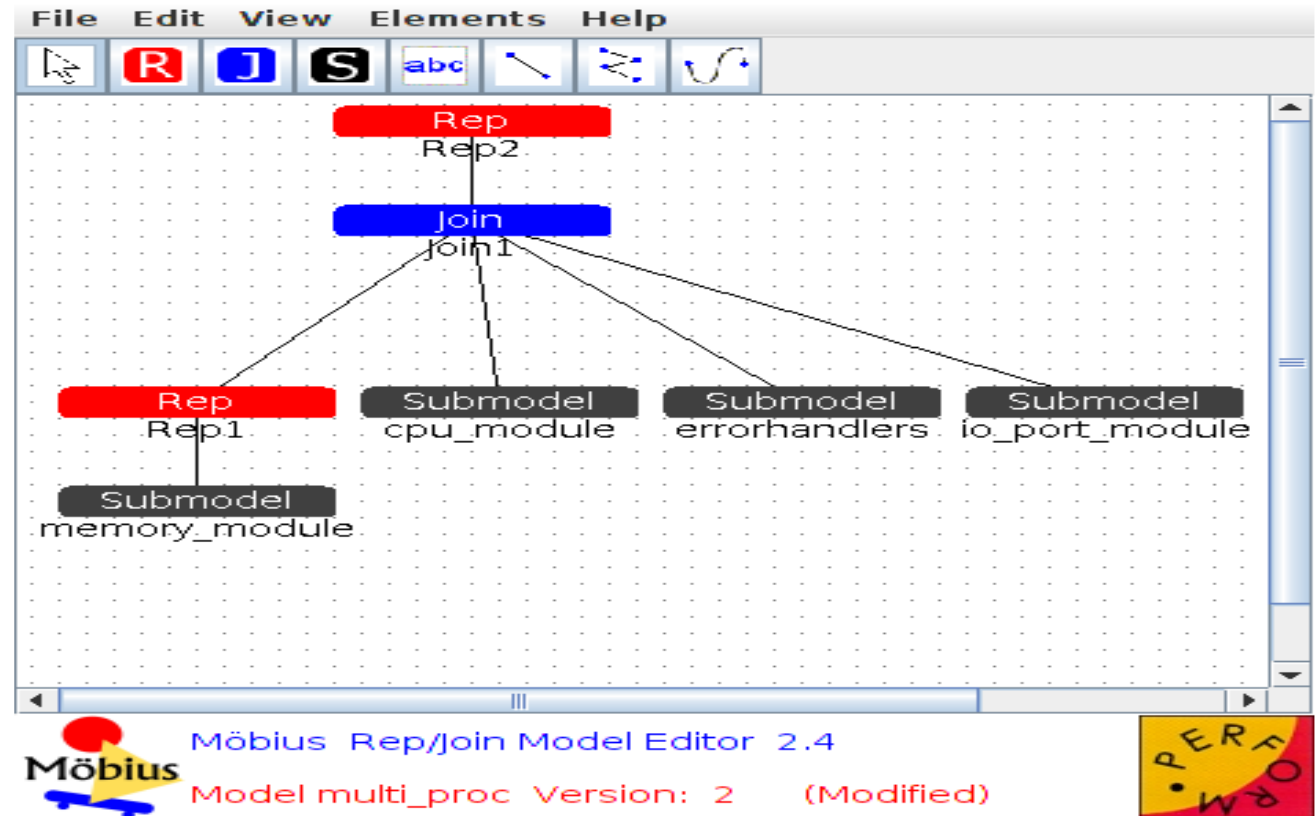 File Edit View Elements Help
R J S abc
Rep
Rep2
Join
Join1
Rep Submodel Submodel Submodel
Rep1 cpu_module errorhandlers io_port_module
Submodel
memory_module
Möbius Rep/Join Model Editor 2.4
Möbius
Model multi_proc Version: 2 (Modified)
PERFORM